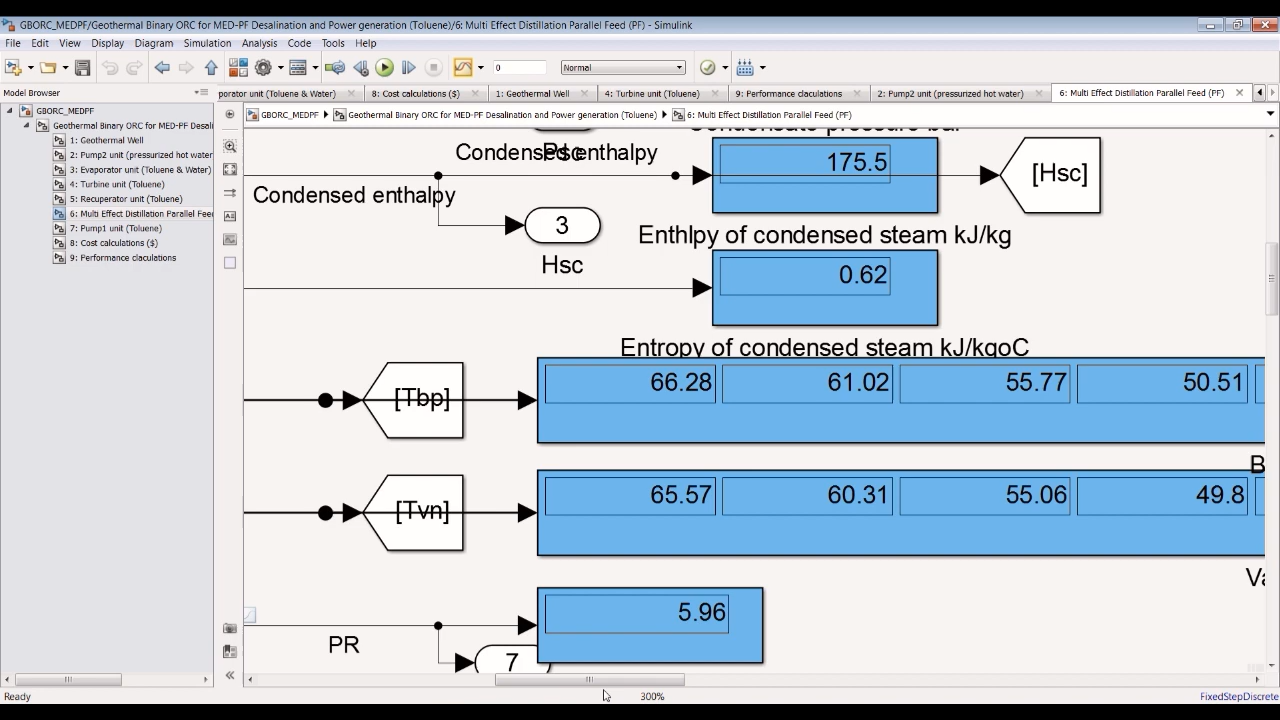 GBORC_MEDPF/Geothermal Binary ORC for MED-PF Desalination and Power generation (Toluene)/6: Multi Effect Distillation Parallel Feed (PF) - Simulink
File Edit View Display Diagram Simulation Analysis Code Tools Help
0 Normal
Model Browser
porator unit (Toluene & Water) 8: Cost calculations ($) 1: Geothermal Well 4: Turbine unit (Toluene) 9: Performance claculations 2: Pump2 unit (pressurized hot water) 6: Multi Effect Distillation Parallel Feed (PF)
GBORC_MEDPF Geothermal Binary ORC for MED-PF Desalination and Power generation (Toluene) 6: Multi Effect Distillation Parallel Feed (PF)
GBORC_MEDPF
Geothermal Binary ORC for MED-PF Desali
1: Geothermal Well
2: Pump2 unit (pressurized hot water
3: Evaporator unit (Toluene & Water)
4: Turbine unit (Toluene)
5: Recuperator unit (Toluene)
6: Multi Effect Distillation Parallel Fee
7: Pump1 unit (Toluene)
8: Cost calculations ($)
9: Performance claculations
Condensate pressure bar
Psc
Condensed enthalpy
175.5
[Hsc]
Condensed enthalpy
3
Enthlpy of condensed steam kJ/kg
Hsc
0.62
Entropy of condensed steam kJ/kgoC
[Tbp]
66.28 61.02 55.77 50.51
B
[Tvn]
65.57 60.31 55.06 49.8
Va
5.96
PR
7
Ready 300% FixedStepDiscrete